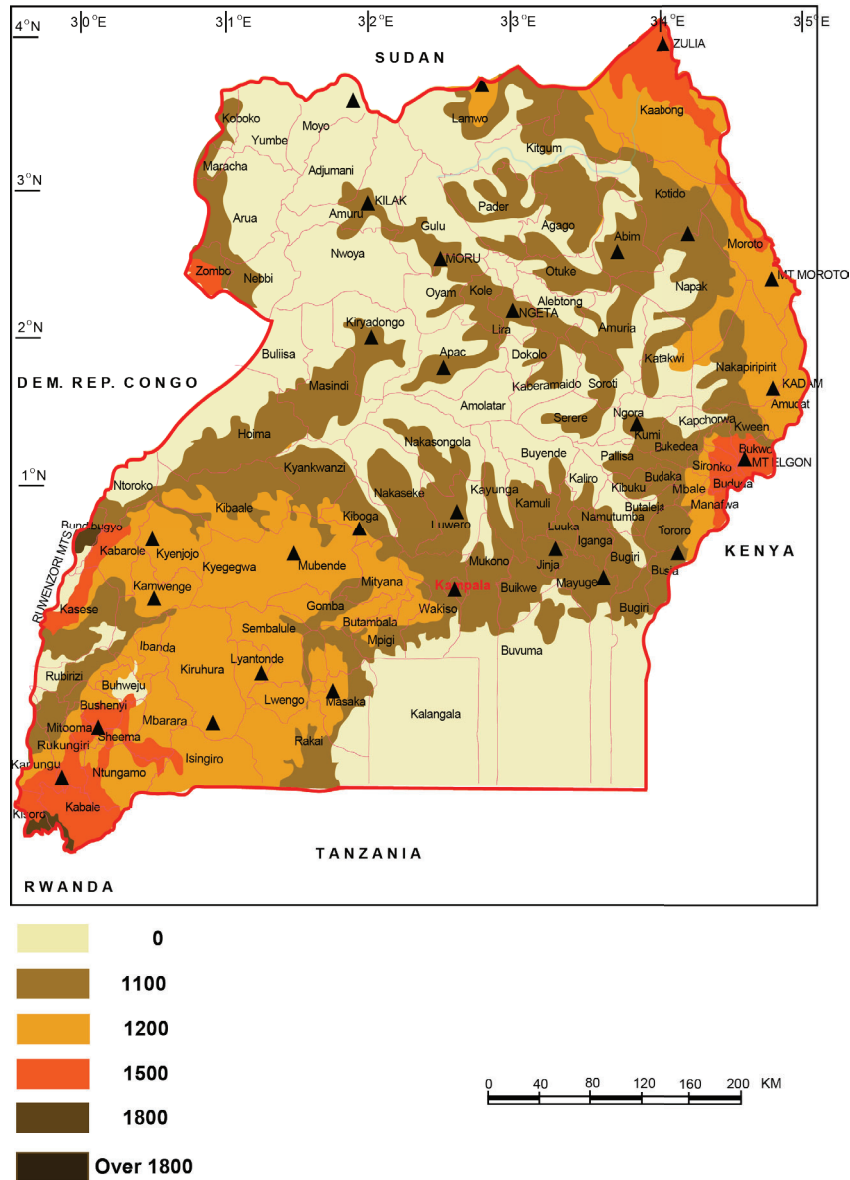 30°E
31°E
32°E
33°E
34°E
35°E
4°N
SUDAN
ZULIA
Kaabong
Koboko
Moyo
Lamwo
Yumbe
Kitgum
Maracha
Adjumani
3°N
KILAK
Kotido
Arua
Amuru
Pader
Gulu
Agago
Abim
Nwoya
MORU
Moroto
Zombo
Nebbi
Otuke
MT MOROTO
Oyam
Kole
Napak
Alebtong
NGETA
Kiryadongo
Lira
Amuria
2°N
Buliisa
Apac
Dokolo
Katakwi
Nakapiripirit
DEM. REP. CONGO
Masindi
Kaberamaido
Soroti
KADAM
Amolatar
Amudat
Serere
Ngora
Kapchorwa
Hoima
Nakasongola
Kumi
Kween
Buyende
Bukedea
Bukwo
Kyankwanzi
Pallisa
Sironko
MT ELGON
1°N
Ntoroko
Nakaseke
Kayunga
Kaliro
Budaka
Bududa
Kibaale
Kamuli
Kibuku
Mbale
Kiboga
Luwero
Butaleja
Manafwa
Bundibugyo
Luuka
Namutumba
Tororo
Kabarole
Kyenjojo
Iganga
KENYA
Kyegegwa
Mubende
Mukono
Jinja
Bugiri
RUWENZORI MTS
Mityana
Busia
Kamwenge
Kampala
Buikwe
Mayuge
Kasese
Gomba
Wakiso
Bugiri
Butambala
Sembalule
Mpigi
Ibanda
Buvuma
Rubirizi
Kiruhura
Lyantonde
Buhweju
Bushenyi
Lwengo
Masaka
Mbarara
Kalangala
Mitooma
Sheema
Rukungiri
Rakai
Isingiro
Kanungu
Ntungamo
Kabale
Kisoro
TANZANIA
RWANDA
0
1100
1200
1500
1800
Over 1800
0 40 80 120 160 200 KM